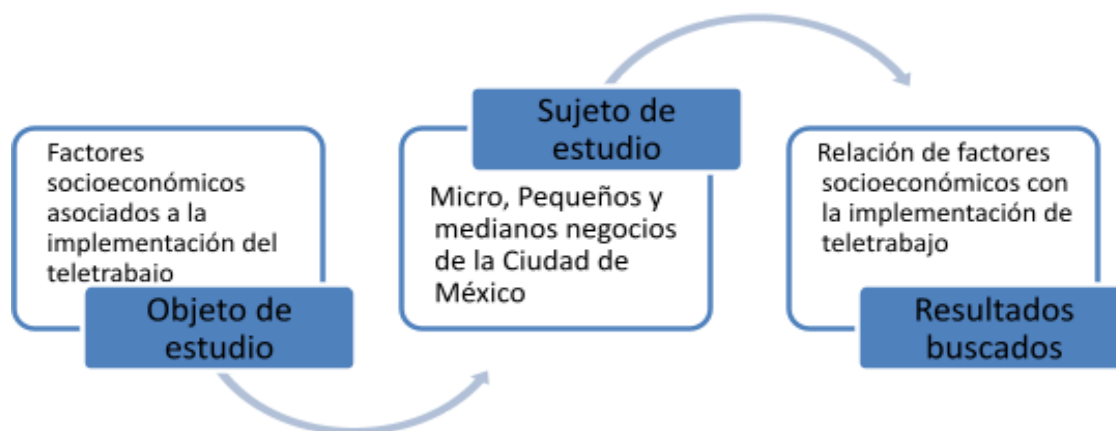 Factores
socioeconómicos
asociados a la
implementación del
teletrabajo
Objeto de
estudio
Sujeto de
estudio
Micro, Pequeños y
medianos negocios
de la Ciudad de
México
Relación de factores
socioeconómicos con
la implementación de
teletrabajo
Resultados
buscados